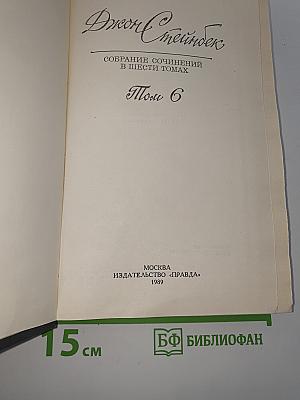 Джон Стейнбек
СОБРАНИЕ СОЧИНЕНИЙ
В ШЕСТИ ТОМАХ
Том 6
МОСКВА
ИЗДАТЕЛЬСТВО «ПРАВДА»
1989
15 см
БФ БИБЛИОФАН